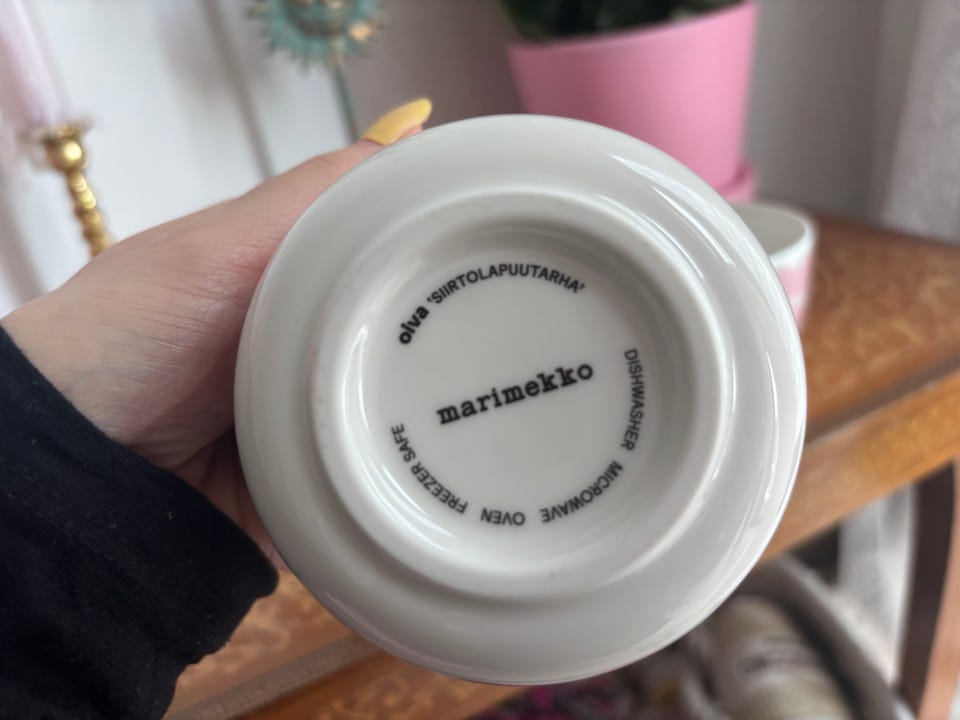 oiva 'SIIRTOLAPUUTARHA'
marimekko
DISHWASHER MICROWAVE OVEN FREEZER SAFE